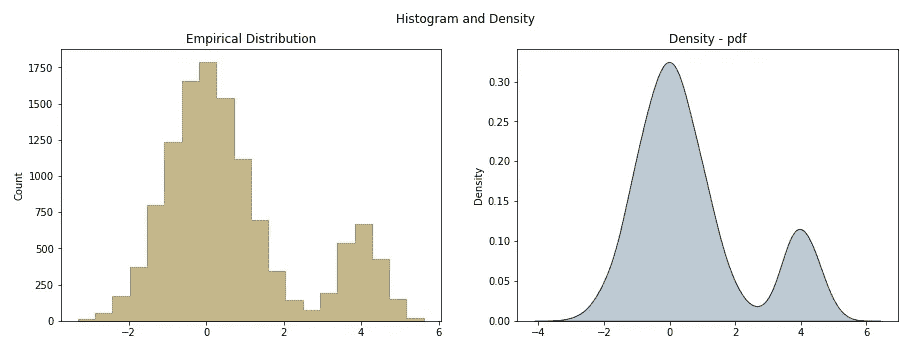 Histogram and Density
Empirical Distribution
Count
1750
1500
1250
1000
750
500
250
0
−2 0 2 4 6
Density - pdf
Density
0.30
0.25
0.20
0.15
0.10
0.05
0.00
−4 −2 0 2 4 6